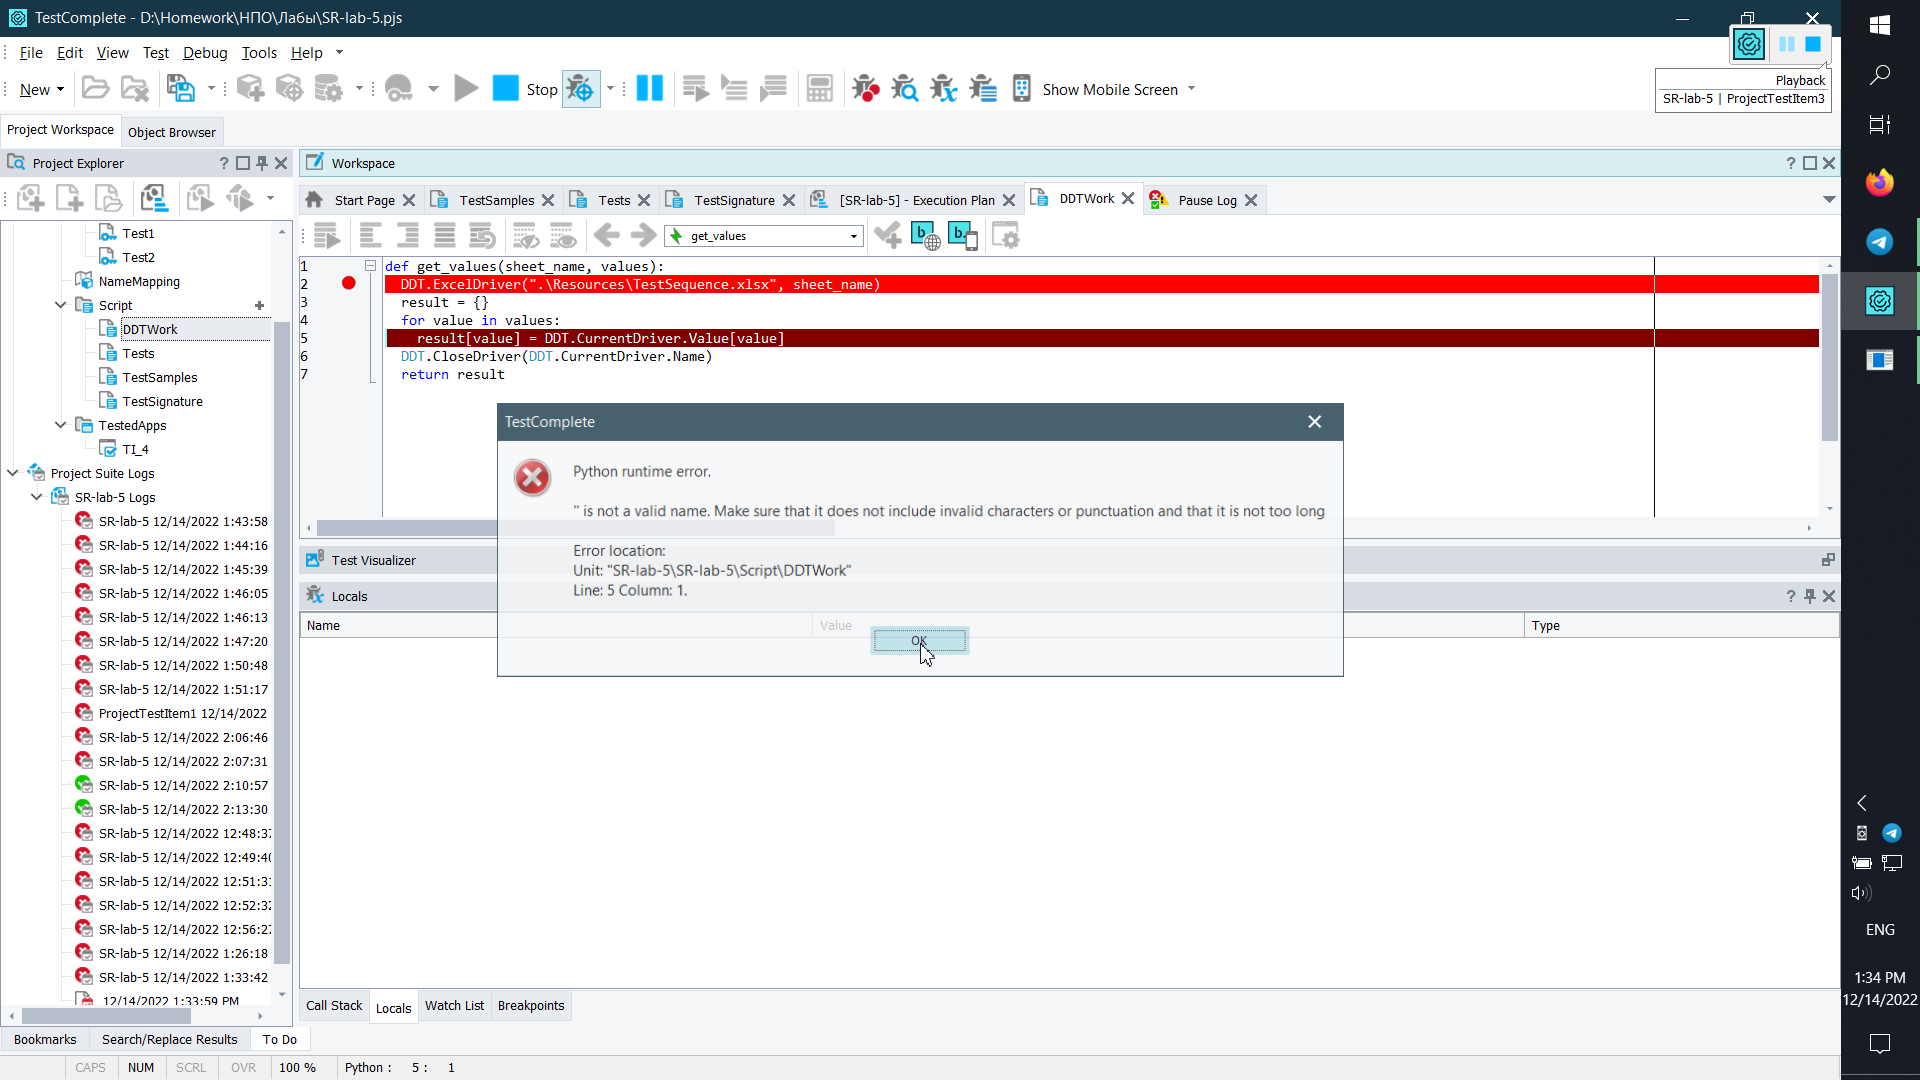 TestComplete - D:\Homework\НПО\Лабы\SR-lab-5.pjs
File Edit View Test Debug Tools Help
New Stop Show Mobile Screen
Playback
SR-lab-5 | ProjectTestItem3
Project Workspace Object Browser
Project Explorer
Workspace
Start Page TestSamples Tests TestSignature [SR-lab-5] - Execution Plan DDTWork Pause Log
get_values
Test1
Test2
NameMapping
Script
DDTWork
Tests
TestSamples
TestSignature
TestedApps
TI_4
Project Suite Logs
SR-lab-5 Logs
SR-lab-5 12/14/2022 1:43:58
SR-lab-5 12/14/2022 1:44:16
SR-lab-5 12/14/2022 1:45:39
SR-lab-5 12/14/2022 1:46:05
SR-lab-5 12/14/2022 1:46:13
SR-lab-5 12/14/2022 1:47:20
SR-lab-5 12/14/2022 1:50:48
SR-lab-5 12/14/2022 1:51:17
ProjectTestItem1 12/14/2022
SR-lab-5 12/14/2022 2:06:46
SR-lab-5 12/14/2022 2:07:31
SR-lab-5 12/14/2022 2:10:57
SR-lab-5 12/14/2022 2:13:30
SR-lab-5 12/14/2022 12:48:37
SR-lab-5 12/14/2022 12:49:40
SR-lab-5 12/14/2022 12:51:31
SR-lab-5 12/14/2022 12:52:32
SR-lab-5 12/14/2022 12:56:27
SR-lab-5 12/14/2022 1:26:18
SR-lab-5 12/14/2022 1:33:42
12/14/2022 1:33:59 PM
1 def get_values(sheet_name, values):
2 DDT.ExcelDriver(".\Resources\TestSequence.xlsx", sheet_name)
3 result = {}
4 for value in values:
5 result[value] = DDT.CurrentDriver.Value[value]
6 DDT.CloseDriver(DDT.CurrentDriver.Name)
7 return result
TestComplete
Python runtime error.
'' is not a valid name. Make sure that it does not include invalid characters or punctuation and that it is not too long
Error location:
Unit: "SR-lab-5\SR-lab-5\Script\DDTWork"
Line: 5 Column: 1.
OK
Test Visualizer
Locals
Name Value Type
Call Stack Locals Watch List Breakpoints
Bookmarks Search/Replace Results To Do
CAPS NUM SCRL OVR 100 % Python : 5 : 1
ENG
1:34 PM
12/14/2022